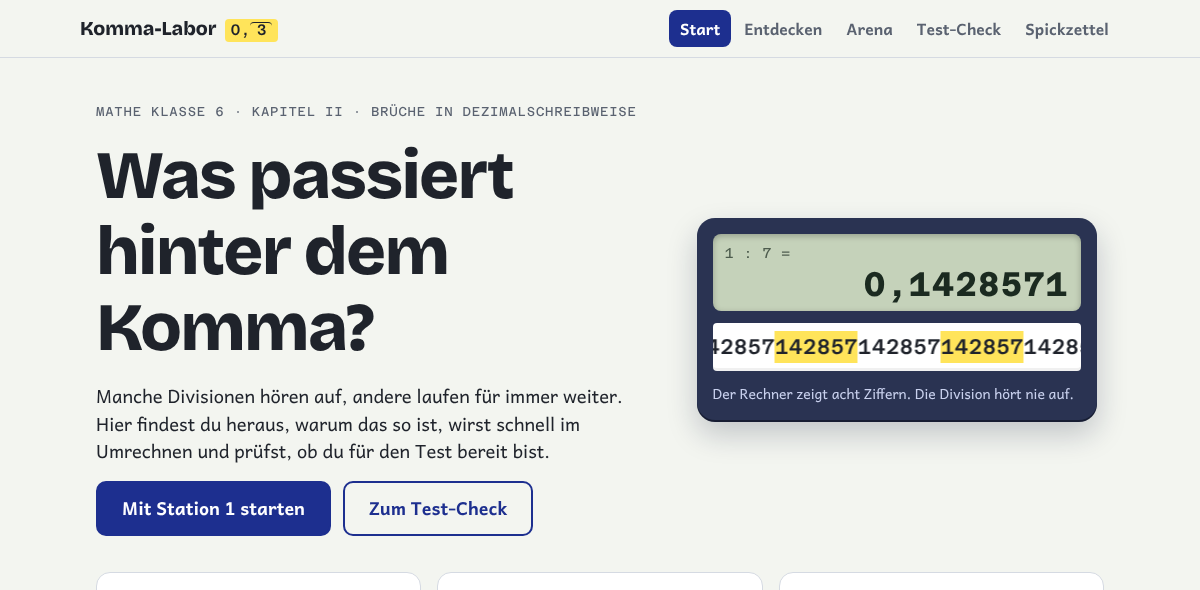 Komma-Labor 0,3̅
Start Entdecken Arena Test-Check Spickzettel
MATHE KLASSE 6 · KAPITEL II · BRÜCHE IN DEZIMALSCHREIBWEISE
Was passiert
hinter dem
Komma?
Manche Divisionen hören auf, andere laufen für immer weiter.
Hier findest du heraus, warum das so ist, wirst schnell im
Umrechnen und prüfst, ob du für den Test bereit bist.
Mit Station 1 starten Zum Test-Check
1 : 7 =
0,1428571
428571428571428571428571428
Der Rechner zeigt acht Ziffern. Die Division hört nie auf.